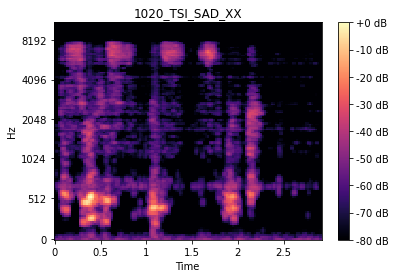 1020_TSI_SAD_XX
+0 dB
8192
-10 dB
4096
-20 dB
-30 dB
2048
Hz
-40 dB
1024
-50 dB
512
-60 dB
-70 dB
0
-80 dB
0 0.5 1 1.5 2 2.5
Time